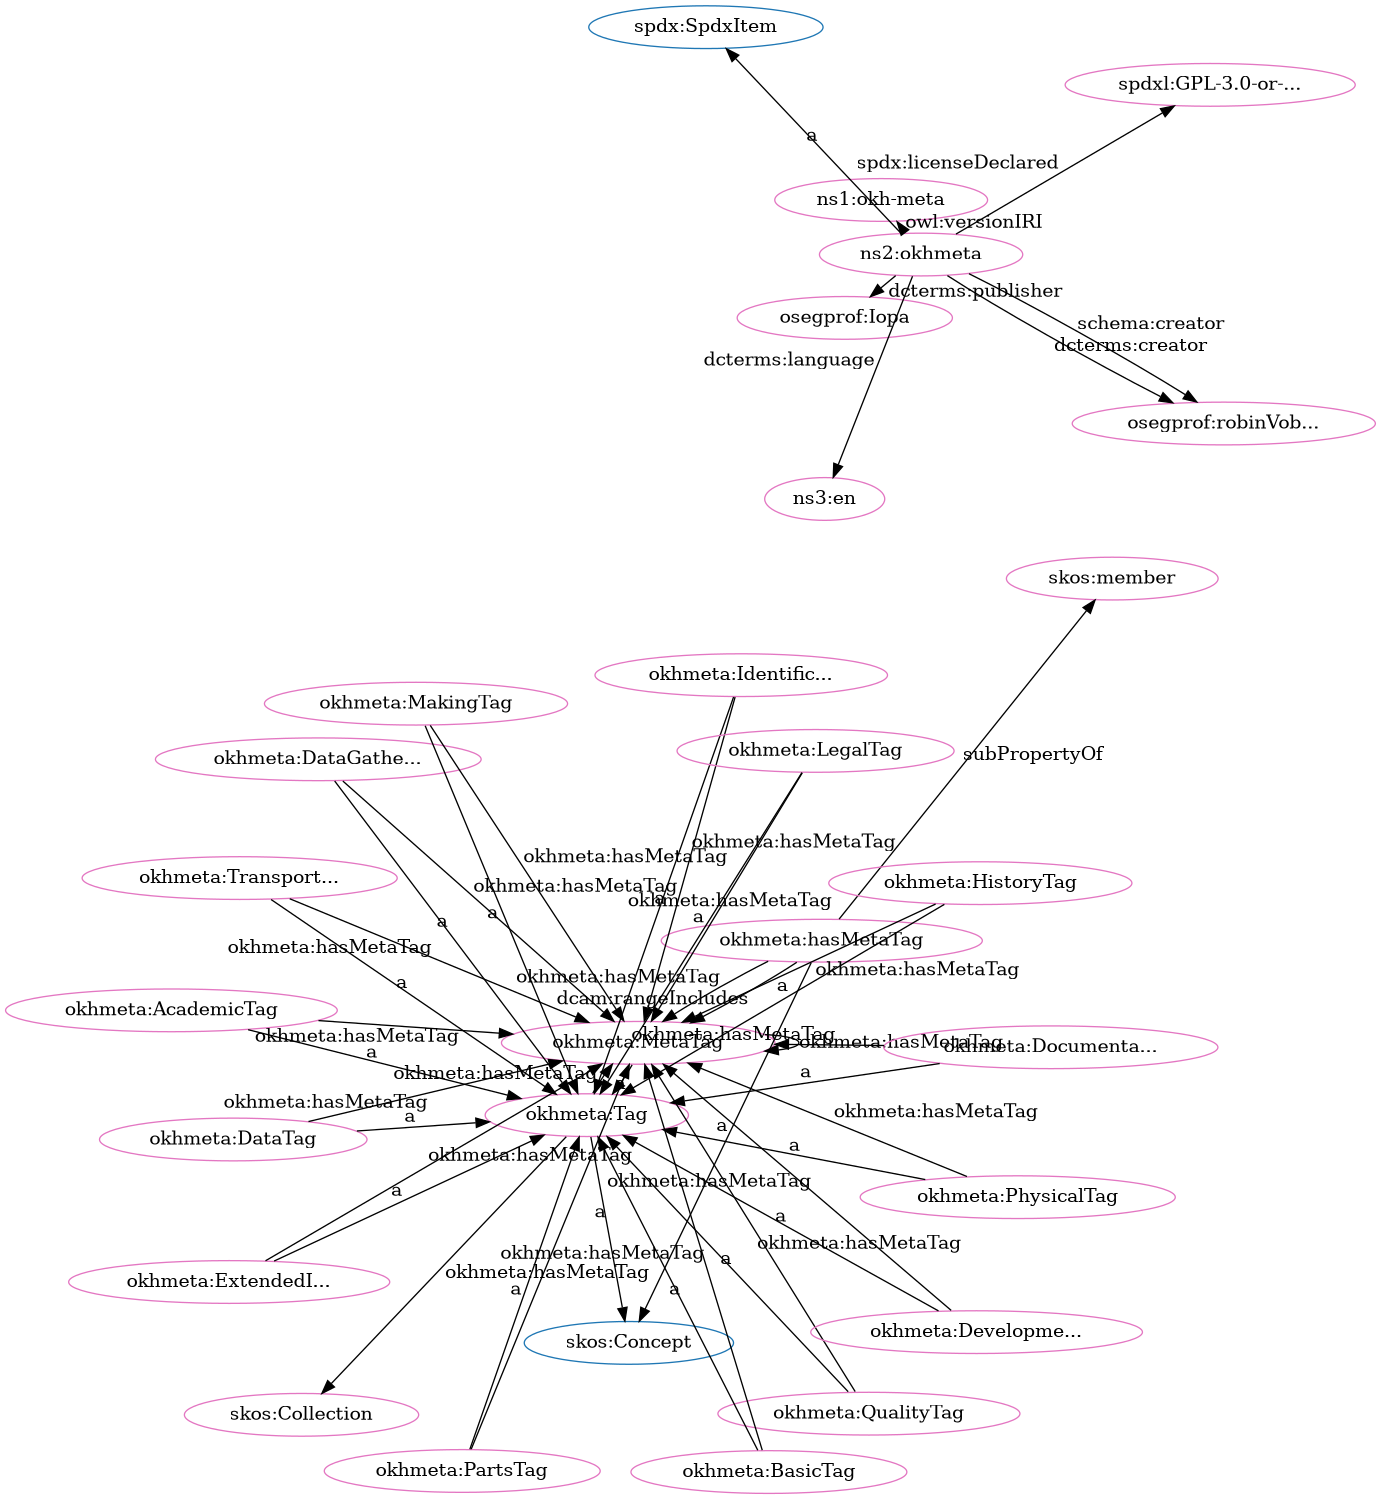 spdx:SpdxItem
spdxl:GPL-3.0-or-...
a
spdx:licenseDeclared
ns1:okh-meta
owl:versionIRI
ns2:okhmeta
dcterms:publisher
osegprof:Iopa
schema:creator
dcterms:creator
dcterms:language
osegprof:robinVob...
ns3:en
skos:member
okhmeta:Identific...
okhmeta:MakingTag
okhmeta:LegalTag
subPropertyOf
okhmeta:DataGathe...
okhmeta:hasMetaTag
okhmeta:hasMetaTag
okhmeta:Transport...
okhmeta:HistoryTag
okhmeta:hasMetaTag
a
okhmeta:hasMetaTag
a
a
a
okhmeta:hasMetaTag
okhmeta:hasMetaTag
okhmeta:hasMetaTag
okhmeta:hasMetaTag
a
a
dcam:rangeIncludes
okhmeta:AcademicTag
okhmeta:hasMetaTag
okhmeta:hasMetaTag
okhmeta:MetaTag
okhmeta:hasMetaTag
okhmeta:Documenta...
a
okhmeta:hasMetaTag
a
a
okhmeta:hasMetaTag
okhmeta:Tag
okhmeta:hasMetaTag
a
a
okhmeta:DataTag
a
okhmeta:hasMetaTag
okhmeta:hasMetaTag
a
okhmeta:PhysicalTag
a
a
okhmeta:hasMetaTag
okhmeta:hasMetaTag
a
okhmeta:hasMetaTag
okhmeta:ExtendedI...
a
a
okhmeta:Developme...
skos:Concept
skos:Collection
okhmeta:QualityTag
okhmeta:PartsTag
okhmeta:BasicTag